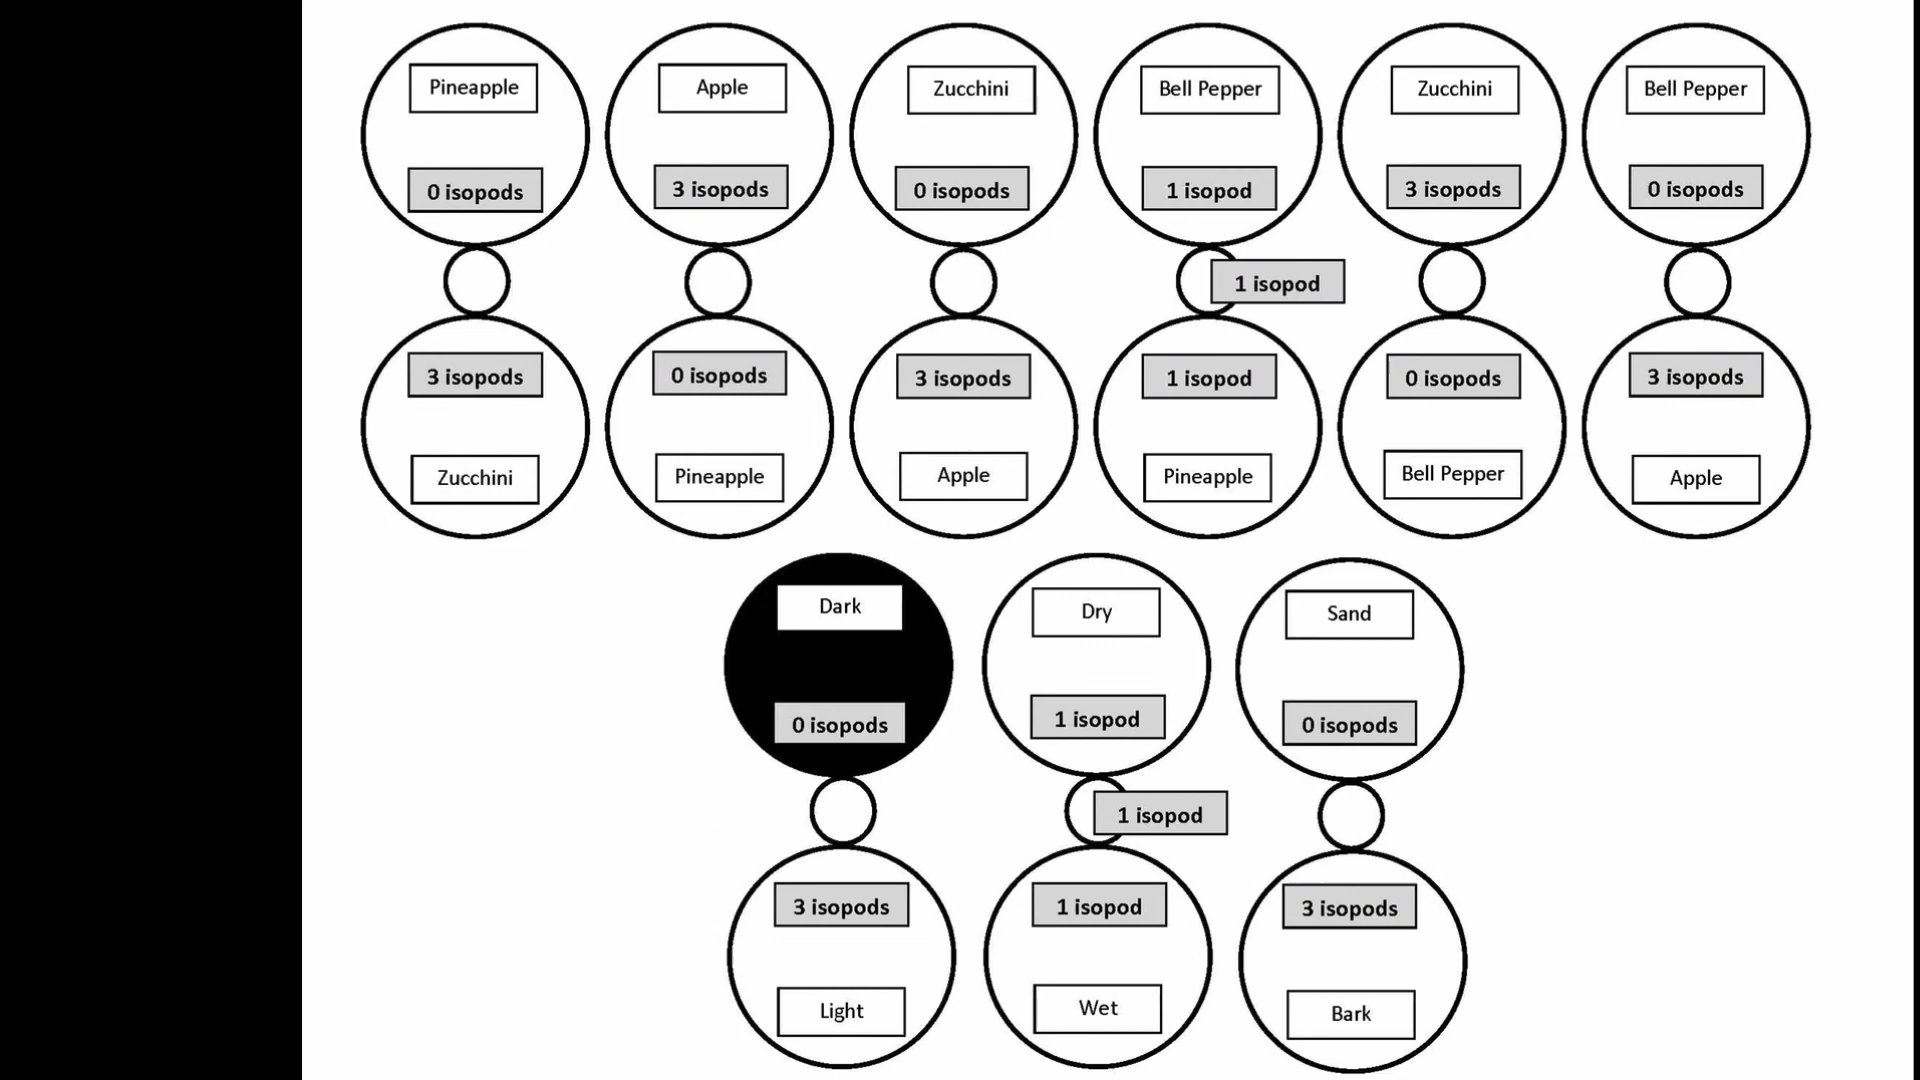 Pineapple
Apple
Zucchini
Bell Pepper
Zucchini
Bell Pepper
0 isopods
3 isopods
0 isopods
1 isopod
3 isopods
0 isopods
1 isopod
3 isopods
0 isopods
3 isopods
1 isopod
0 isopods
3 isopods
Zucchini
Pineapple
Apple
Pineapple
Bell Pepper
Apple
Dark
Dry
Sand
0 isopods
1 isopod
0 isopods
1 isopod
3 isopods
1 isopod
3 isopods
Light
Wet
Bark